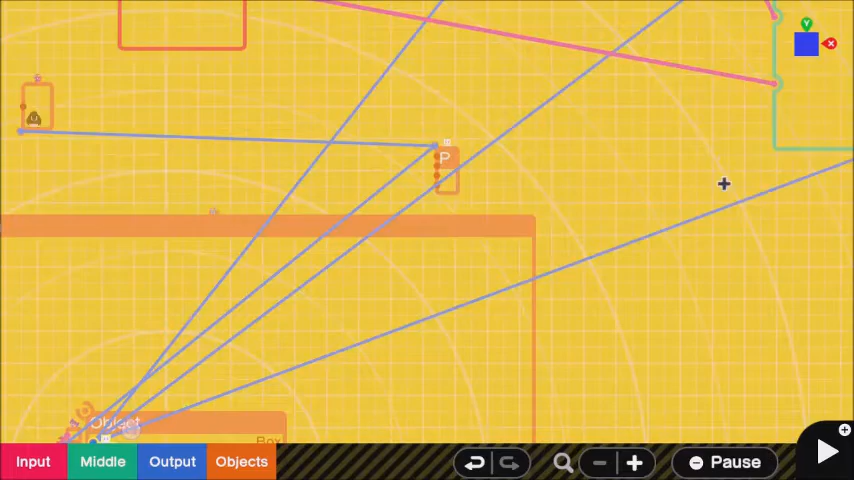 Y
X
P
Object
Box
Input
Middle
Output
Objects
Pause